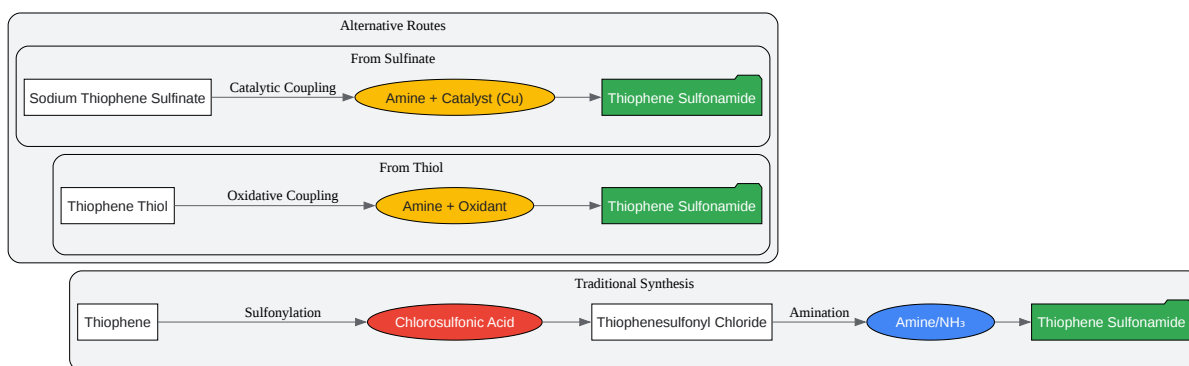 Alternative Routes
From Sulfinate
Sodium Thiophene Sulfinate
Catalytic Coupling
Amine + Catalyst (Cu)
Thiophene Sulfonamide
From Thiol
Thiophene Thiol
Oxidative Coupling
Amine + Oxidant
Thiophene Sulfonamide
Traditional Synthesis
Thiophene
Sulfonylation
Chlorosulfonic Acid
Thiophenesulfonyl Chloride
Amination
Amine/NH₃
Thiophene Sulfonamide